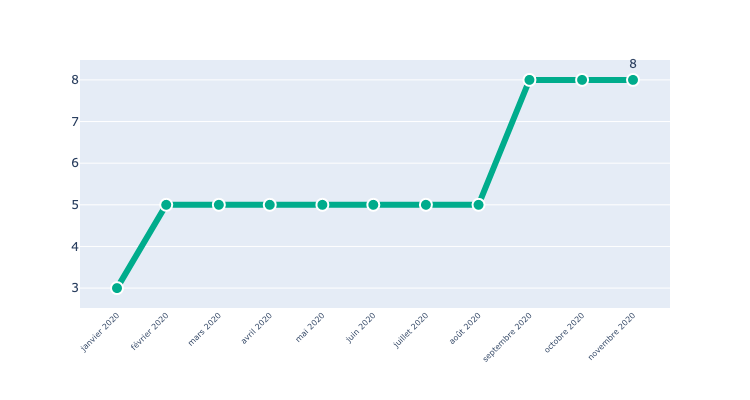 8
8
7
6
5
4
3
janvier 2020
février 2020
mars 2020
avril 2020
mai 2020
juin 2020
juillet 2020
août 2020
septembre 2020
octobre 2020
novembre 2020